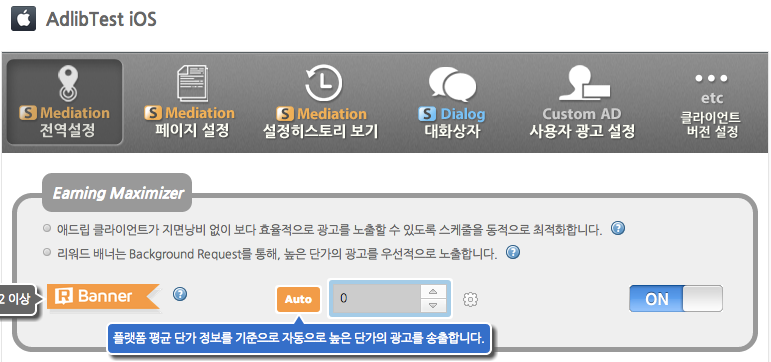 AdlibTest iOS
S Mediation
전역설정
S Mediation
페이지 설정
S Mediation
설정히스토리 보기
S Dialog
대화상자
Custom AD
사용자 광고 설정
etc
클라이언트
버전 설정
Earning Maximizer
애드립 클라이언트가 지면낭비 없이 보다 효율적으로 광고를 노출할 수 있도록 스케줄을 동적으로 최적화합니다. ?
리워드 배너는 Background Request를 통해, 높은 단가의 광고를 우선적으로 노출합니다. ?
2 이상
R Banner ?
Auto
0
ON
플랫폼 평균 단가 정보를 기준으로 자동으로 높은 단가의 광고를 송출합니다.